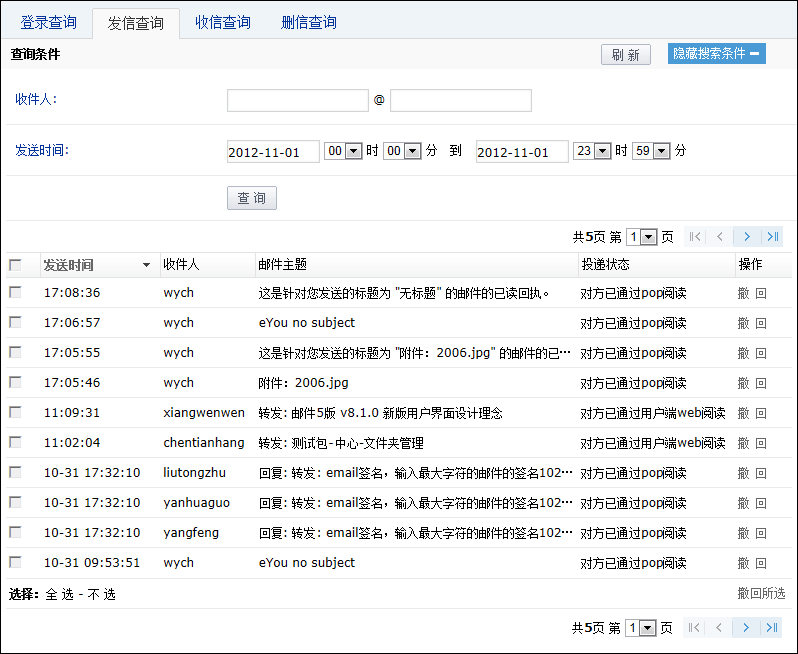 登录查询 发信查询 收信查询 删信查询
查询条件 刷 新 隐藏搜索条件
收件人: @
发送时间: 2012-11-01 00 时 00 分 到 2012-11-01 23 时 59 分
查 询
共5页 第 1 页
发送时间 收件人 邮件主题 投递状态 操作
17:08:36 wych 这是针对您发送的标题为 "无标题" 的邮件的已读回执。 对方已通过pop阅读 撤 回
17:06:57 wych eYou no subject 对方已通过pop阅读 撤 回
17:05:55 wych 这是针对您发送的标题为 "附件：2006.jpg" 的邮件的已… 对方已通过pop阅读 撤 回
17:05:46 wych 附件：2006.jpg 对方已通过pop阅读 撤 回
11:09:31 xiangwenwen 转发: 邮件5版 v8.1.0 新版用户界面设计理念 对方已通过用户端web阅读 撤 回
11:02:04 chentianhang 转发: 测试包-中心-文件夹管理 对方已通过用户端web阅读 撤 回
10-31 17:32:10 liutongzhu 回复: 转发: email签名，输入最大字符的邮件的签名102… 对方已通过pop阅读 撤 回
10-31 17:32:10 yanhuaguo 回复: 转发: email签名，输入最大字符的邮件的签名102… 对方已通过pop阅读 撤 回
10-31 17:32:10 yangfeng 回复: 转发: email签名，输入最大字符的邮件的签名102… 对方已通过pop阅读 撤 回
10-31 09:53:51 wych eYou no subject 对方已通过pop阅读 撤 回
选择：全 选 - 不 选 撤回所选
共5页 第 1 页